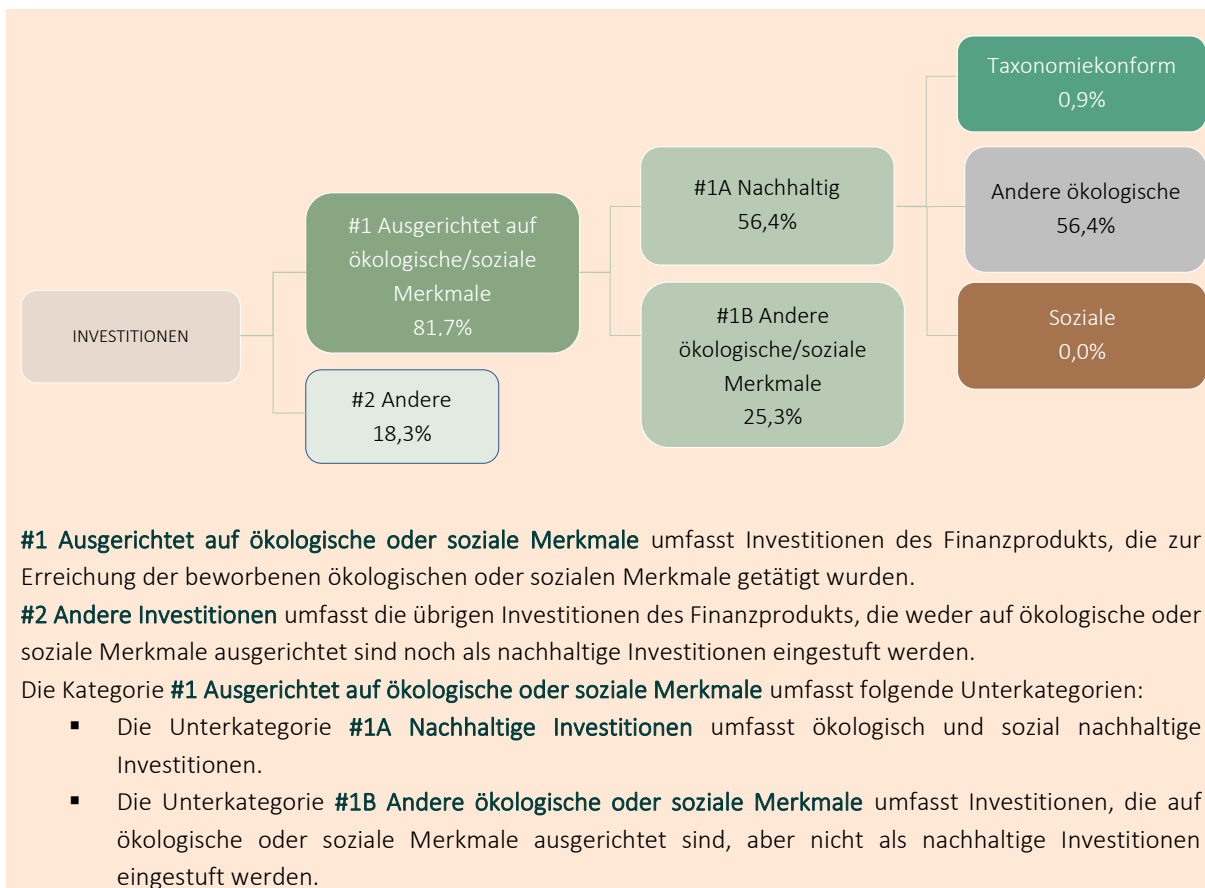 Taxonomiekonform
0,9%
#1A Nachhaltig
56,4%
Andere ökologische
56,4%
#1 Ausgerichtet auf
ökologische/soziale
Merkmale
81,7%
INVESTITIONEN
#1B Andere
ökologische/soziale
Merkmale
25,3%
Soziale
0,0%
#2 Andere
18,3%
#1 Ausgerichtet auf ökologische oder soziale Merkmale umfasst Investitionen des Finanzprodukts, die zur
Erreichung der beworbenen ökologischen oder sozialen Merkmale getätigt wurden.
#2 Andere Investitionen umfasst die übrigen Investitionen des Finanzprodukts, die weder auf ökologische oder
soziale Merkmale ausgerichtet sind noch als nachhaltige Investitionen eingestuft werden.
Die Kategorie #1 Ausgerichtet auf ökologische oder soziale Merkmale umfasst folgende Unterkategorien:
▪ Die Unterkategorie #1A Nachhaltige Investitionen umfasst ökologisch und sozial nachhaltige
Investitionen.
▪ Die Unterkategorie #1B Andere ökologische oder soziale Merkmale umfasst Investitionen, die auf
ökologische oder soziale Merkmale ausgerichtet sind, aber nicht als nachhaltige Investitionen
eingestuft werden.